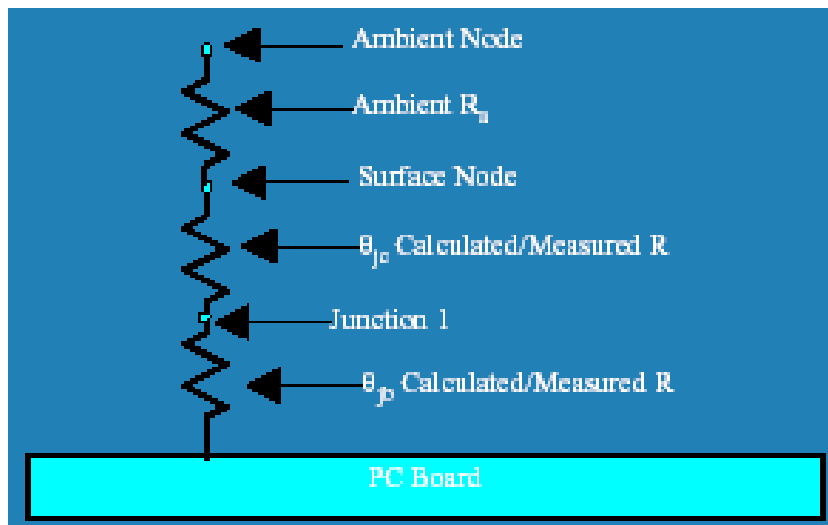 Ambient Node
Ambient Rₐ
Surface Node
θjc Calculated/Measured R
Junction 1
θjb Calculated/Measured R
PC Board